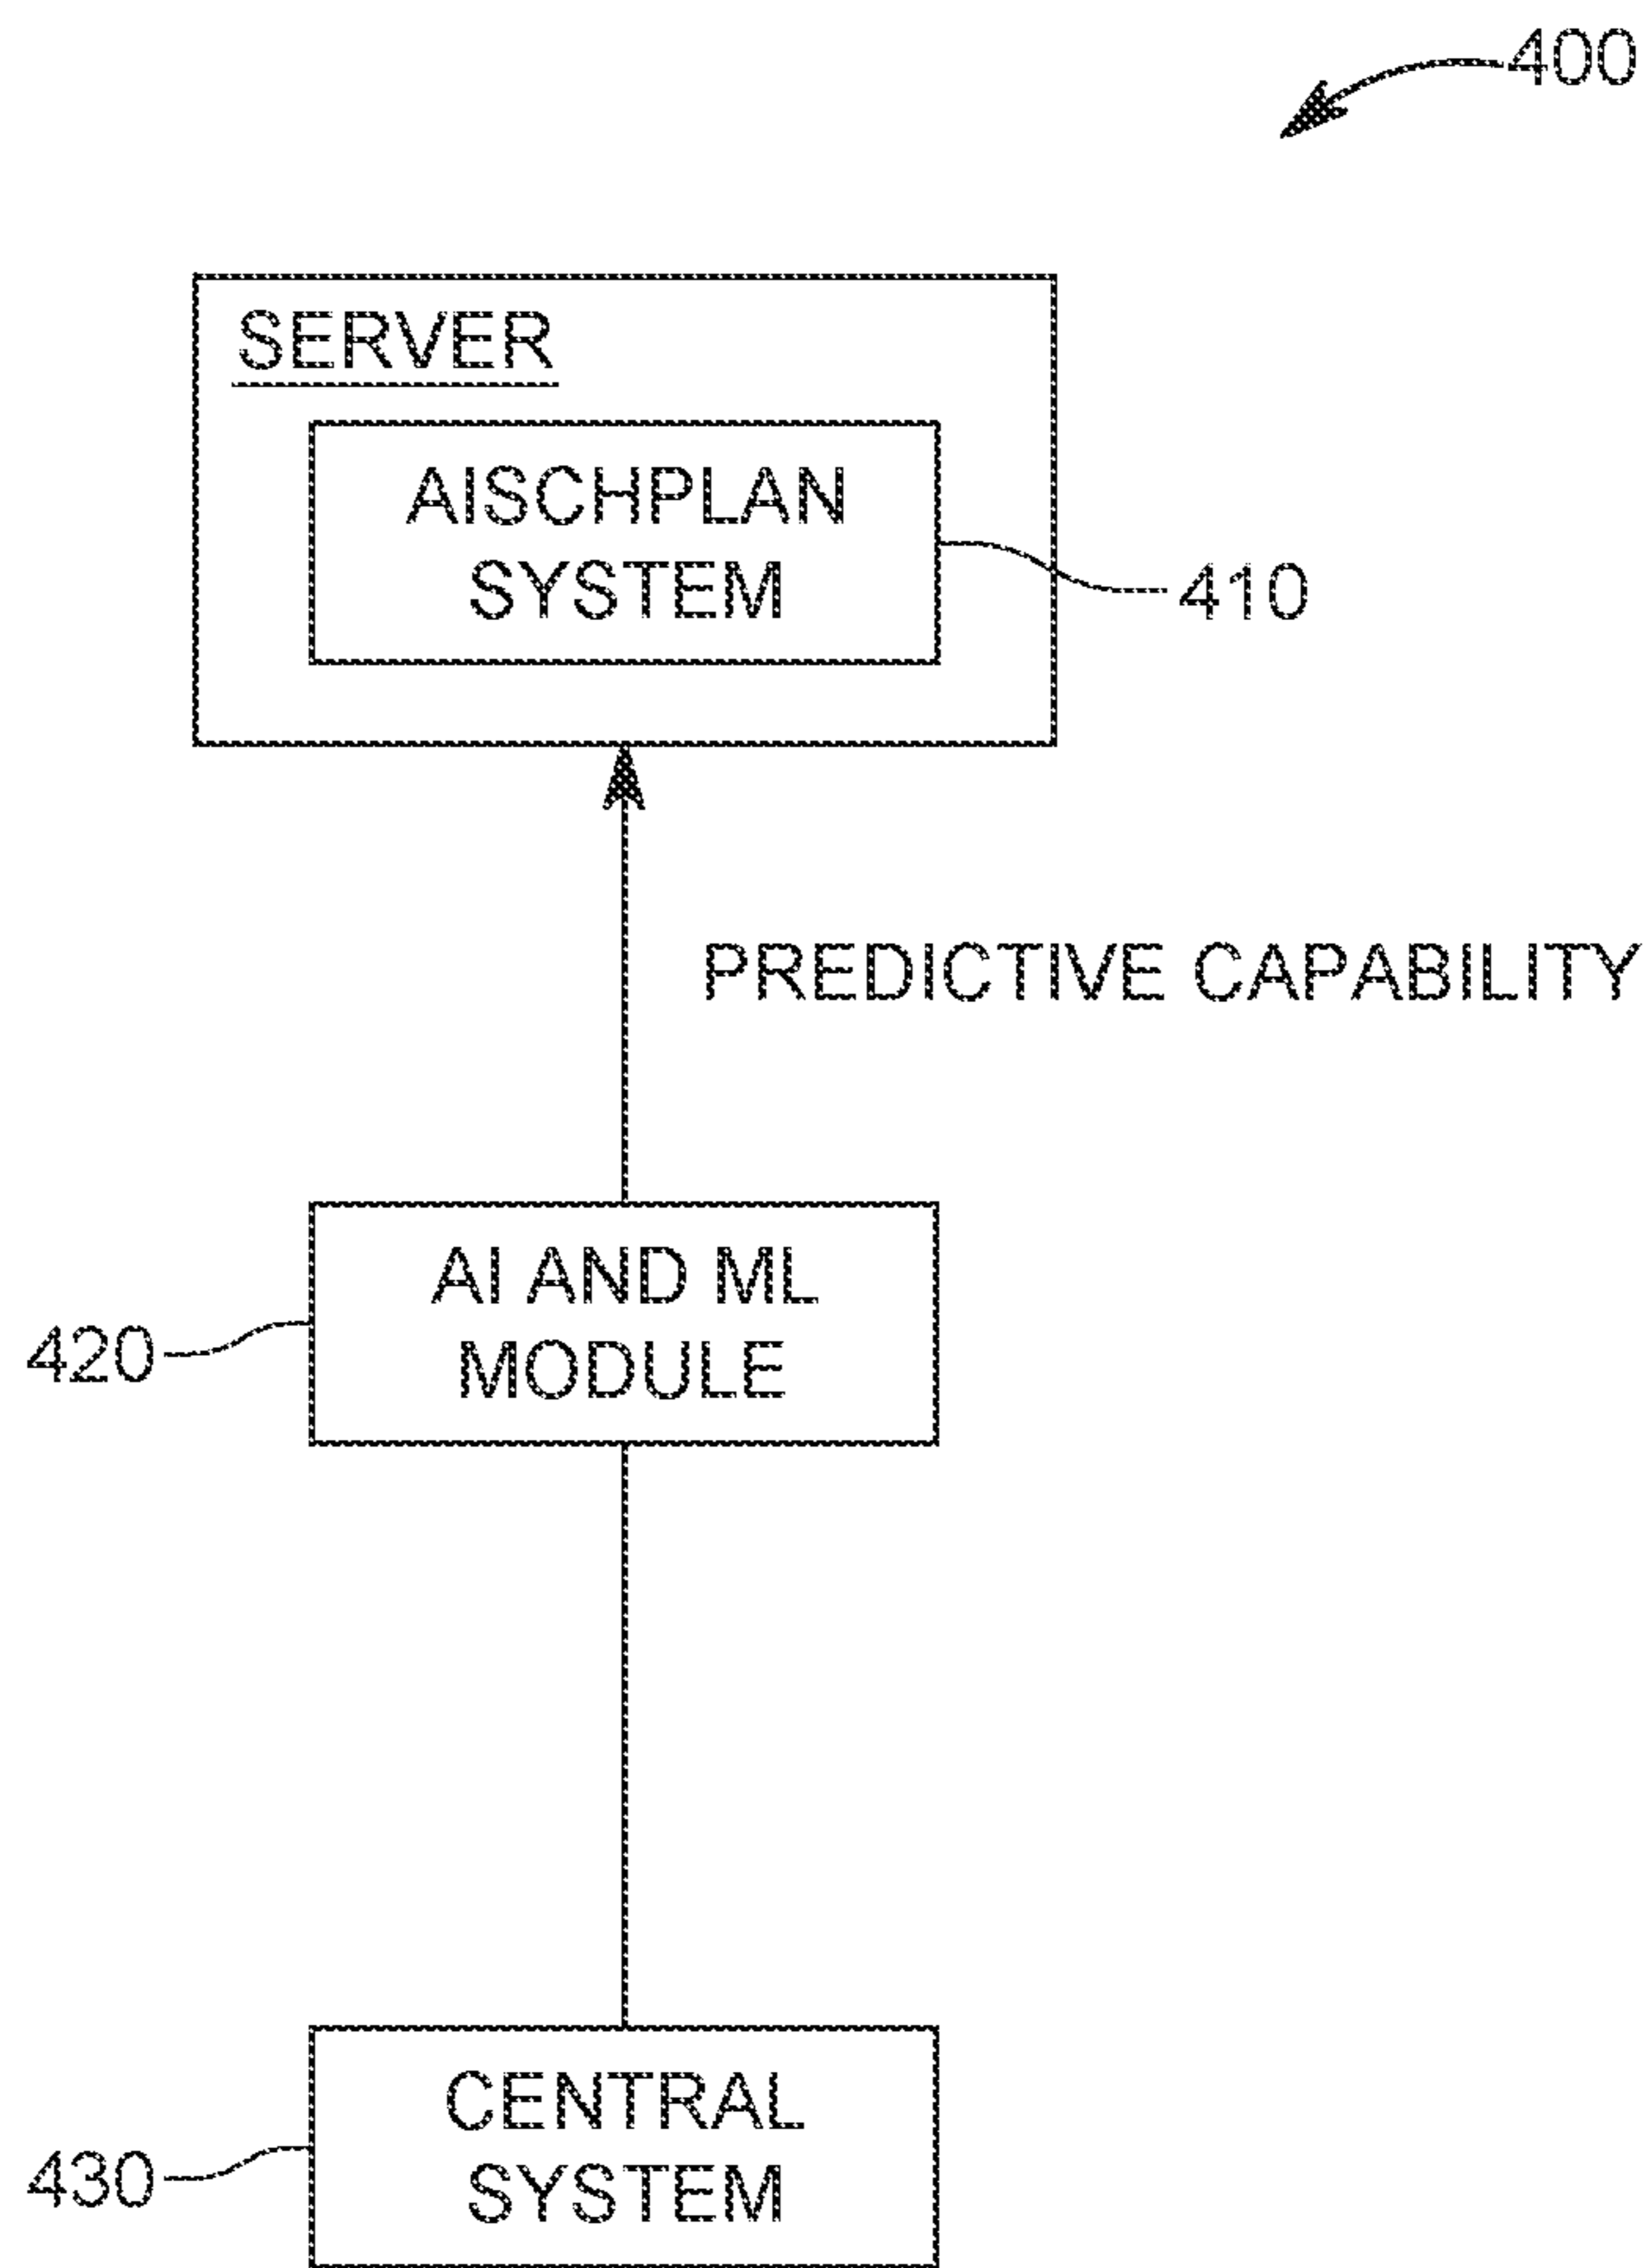 400
SERVER
AISCHPLAN
SYSTEM
410
PREDICTIVE CAPABILITY
AI AND ML
MODULE
420
CENTRAL
SYSTEM
430